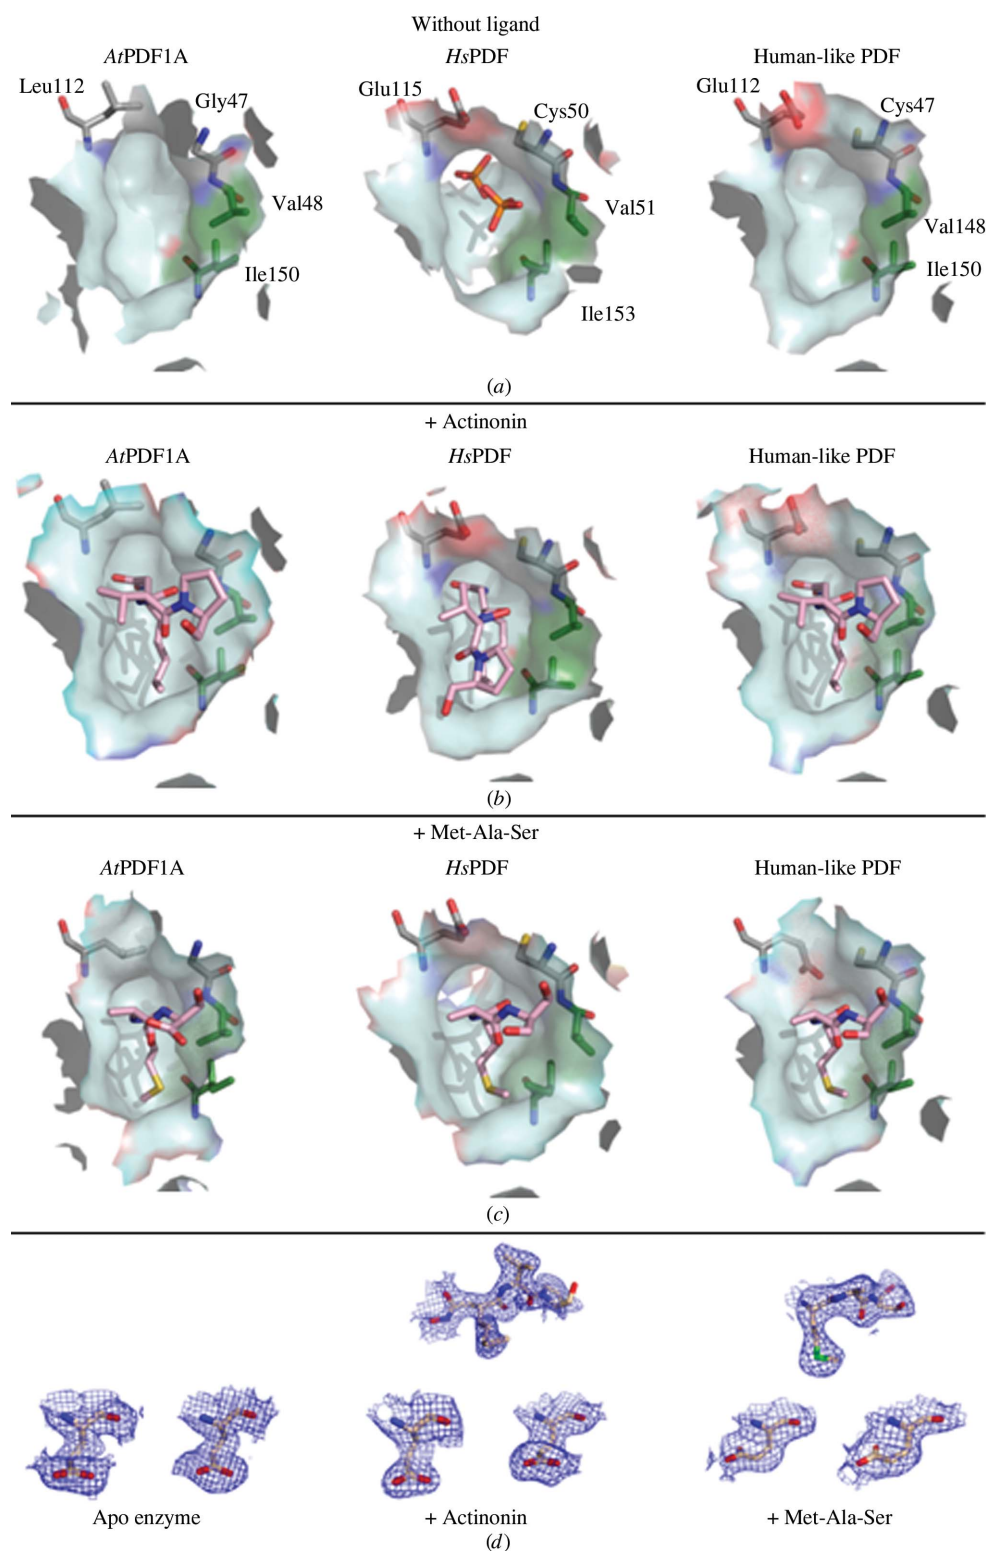 Without ligand
AtPDF1A HsPDF Human-like PDF
Leu112 Gly47 Glu115 Cys50 Glu112 Cys47
Val48 Val51 Val148
Ile150 Ile153 Ile150
(a)
+ Actinonin
AtPDF1A HsPDF Human-like PDF
(b)
+ Met-Ala-Ser
AtPDF1A HsPDF Human-like PDF
(c)
Apo enzyme + Actinonin + Met-Ala-Ser
(d)